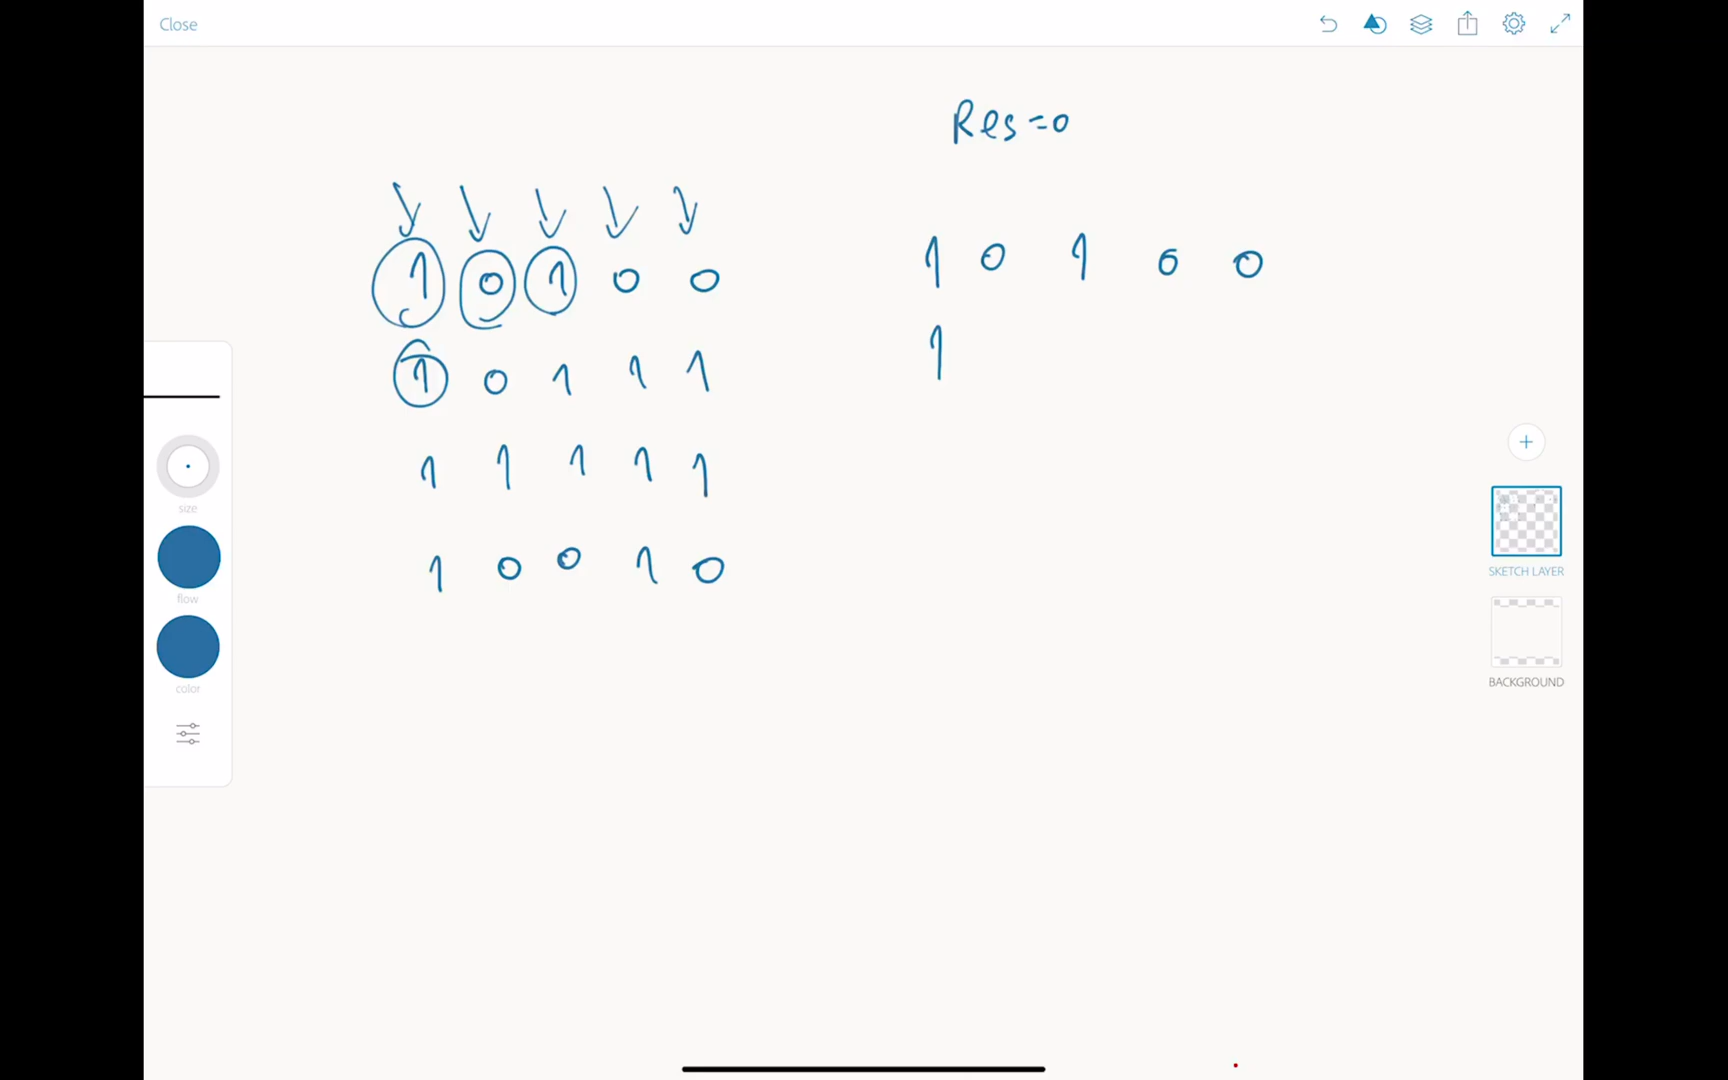 Close
Res=0
1 0 1 0 0
1 0 1 0 0
1 0 1 1 1
1
1 1 1 1 1
1 0 0 1 0
size
flow
color
SKETCH LAYER
BACKGROUND